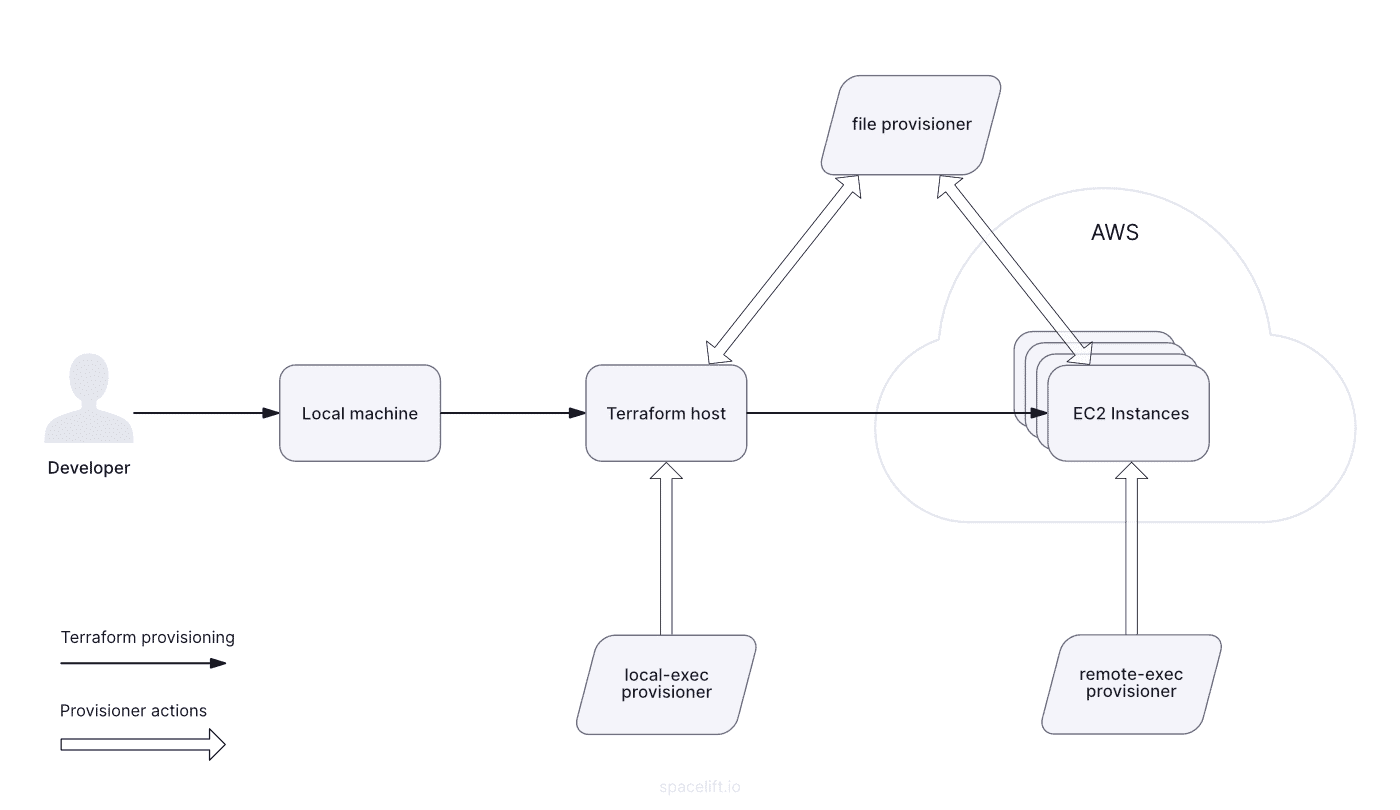 file provisioner
AWS
Local machine
Terraform host
EC2 Instances
Developer
Terraform provisioning
local-exec
provisioner
remote-exec
provisioner
Provisioner actions
spacelift.io